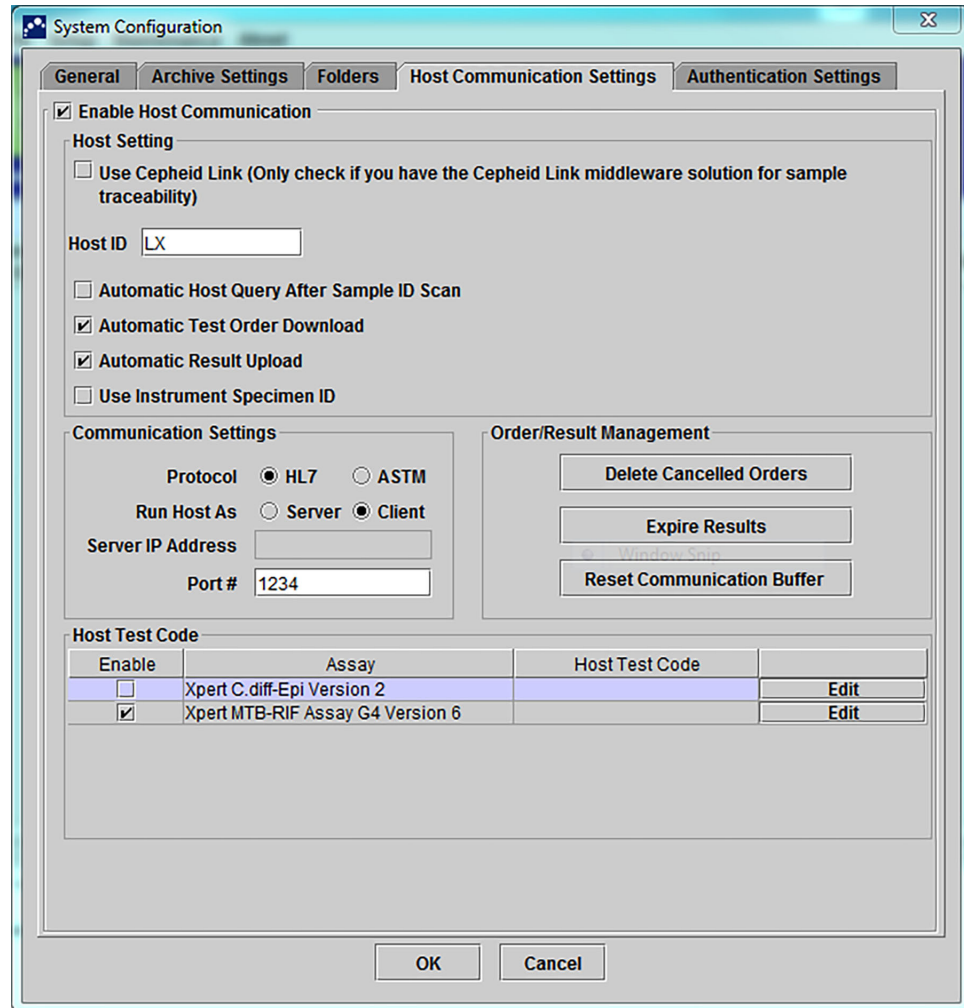 System Configuration
General Archive Settings Folders Host Communication Settings Authentication Settings
Enable Host Communication
Host Setting
Use Cepheid Link (Only check if you have the Cepheid Link middleware solution for sample
traceability)
Host ID LX
Automatic Host Query After Sample ID Scan
Automatic Test Order Download
Automatic Result Upload
Use Instrument Specimen ID
Communication Settings
Protocol HL7 ASTM
Run Host As Server Client
Server IP Address
Port # 1234
Order/Result Management
Delete Cancelled Orders
Expire Results
Window Snip
Reset Communication Buffer
Host Test Code
Enable Assay Host Test Code
Xpert C.diff-Epi Version 2 Edit
Xpert MTB-RIF Assay G4 Version 6 Edit
OK Cancel